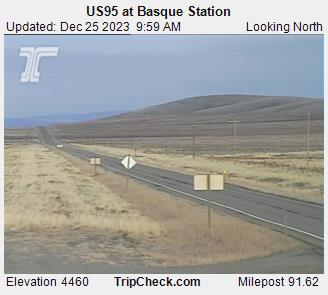 US95 at Basque Station
Updated: Dec 25 2023 9:59 AM Looking North
Elevation 4460 TripCheck.com Milepost 91.62